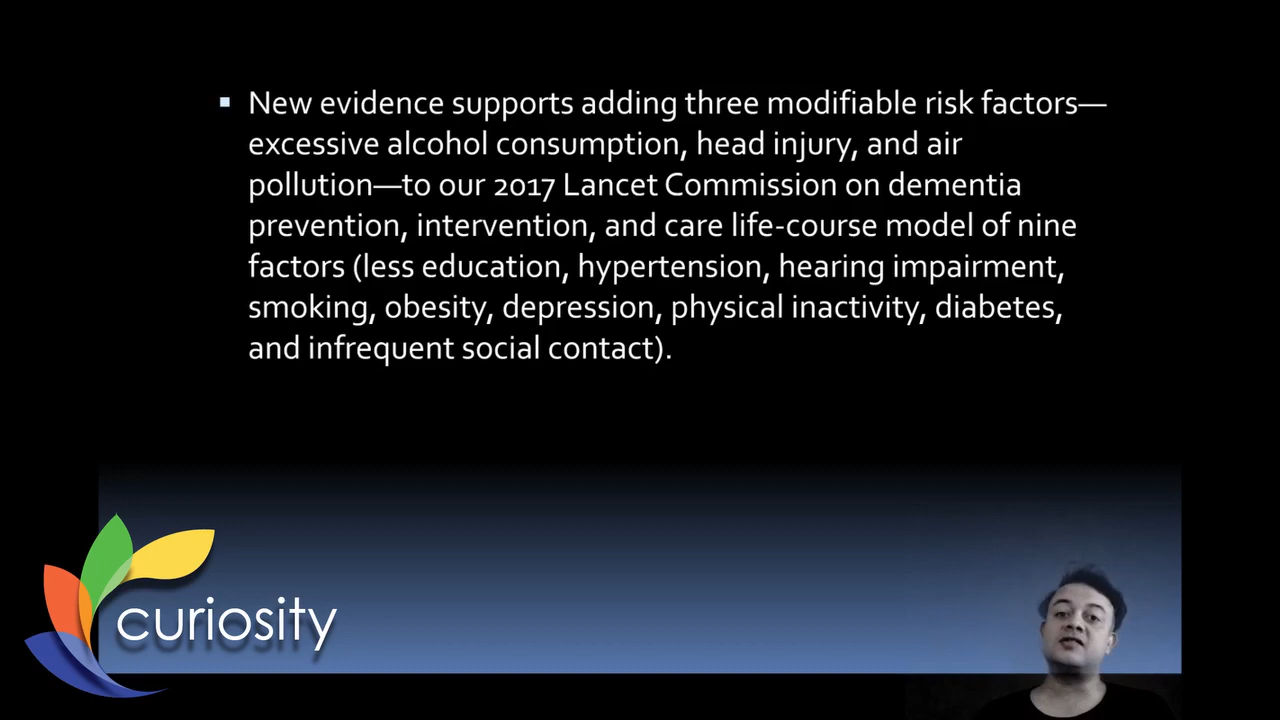 ▪ New evidence supports adding three modifiable risk factors—
excessive alcohol consumption, head injury, and air
pollution—to our 2017 Lancet Commission on dementia
prevention, intervention, and care life-course model of nine
factors (less education, hypertension, hearing impairment,
smoking, obesity, depression, physical inactivity, diabetes,
and infrequent social contact).
curiosity